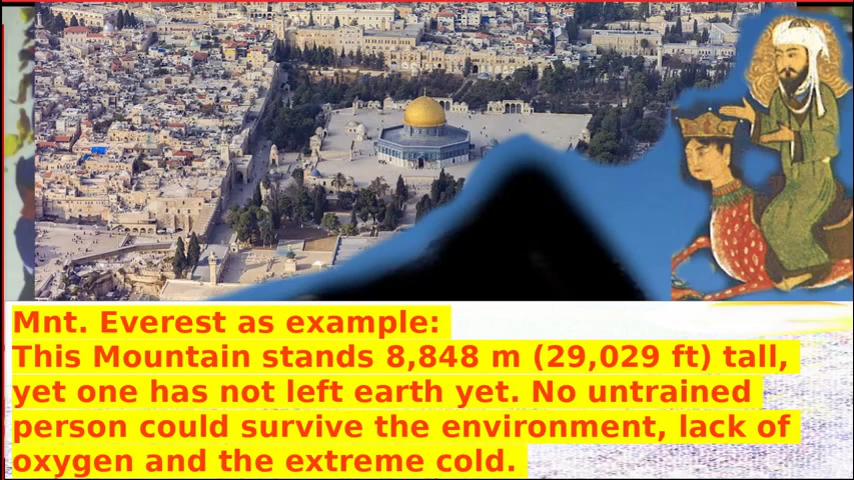 Mnt. Everest as example:
This Mountain stands 8,848 m (29,029 ft) tall,
yet one has not left earth yet. No untrained
person could survive the environment, lack of
oxygen and the extreme cold.